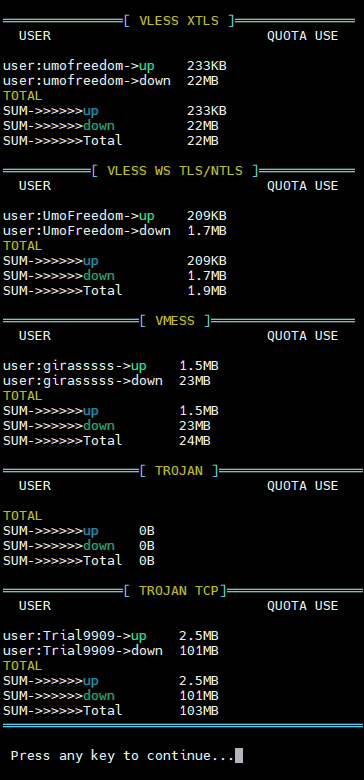 [ VLESS XTLS ]
USER QUOTA USE
user:umofreedom->up 233KB
user:umofreedom->down 22MB
TOTAL
SUM->>>>>>up 233KB
SUM->>>>>>down 22MB
SUM->>>>>>Total 22MB
[ VLESS WS TLS/NTLS ]
USER QUOTA USE
user:UmoFreedom->up 209KB
user:UmoFreedom->down 1.7MB
TOTAL
SUM->>>>>>up 209KB
SUM->>>>>>down 1.7MB
SUM->>>>>>Total 1.9MB
[ VMESS ]
USER QUOTA USE
user:girasssss->up 1.5MB
user:girasssss->down 23MB
TOTAL
SUM->>>>>>up 1.5MB
SUM->>>>>>down 23MB
SUM->>>>>>Total 24MB
[ TROJAN ]
USER QUOTA USE
TOTAL
SUM->>>>>>up 0B
SUM->>>>>>down 0B
SUM->>>>>>Total 0B
[ TROJAN TCP]
USER QUOTA USE
user:Trial9909->up 2.5MB
user:Trial9909->down 101MB
TOTAL
SUM->>>>>>up 2.5MB
SUM->>>>>>down 101MB
SUM->>>>>>Total 103MB
Press any key to continue...